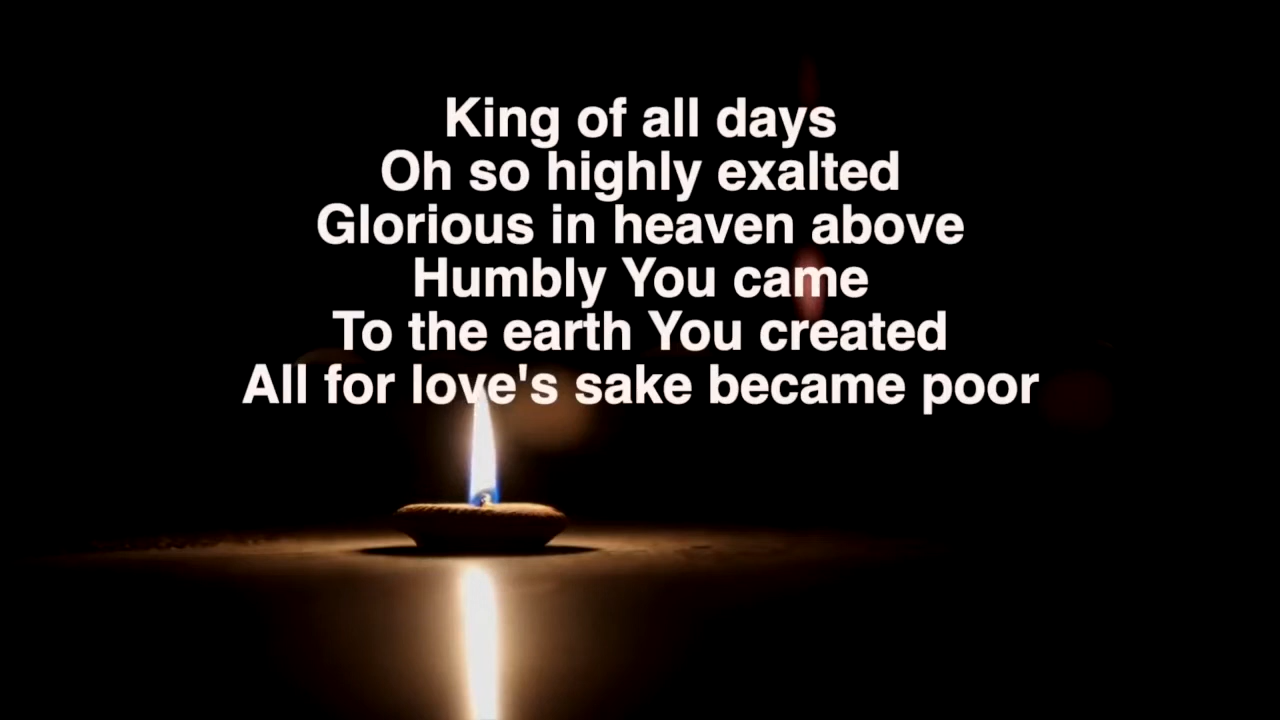 King of all days
Oh so highly exalted
Glorious in heaven above
Humbly You came
To the earth You created
All for love's sake became poor